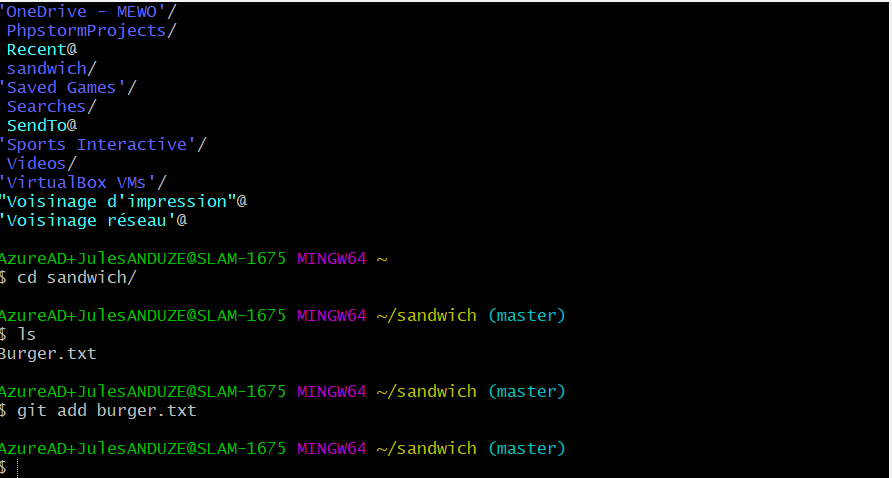 'OneDrive - MEWO'/
PhpstormProjects/
Recent@
sandwich/
'Saved Games'/
Searches/
SendTo@
'Sports Interactive'/
Videos/
'VirtualBox VMs'/
"Voisinage d'impression"@
'Voisinage réseau'@
AzureAD+JulesANDUZE@SLAM-1675 MINGW64 ~
$ cd sandwich/
AzureAD+JulesANDUZE@SLAM-1675 MINGW64 ~/sandwich (master)
$ ls
Burger.txt
AzureAD+JulesANDUZE@SLAM-1675 MINGW64 ~/sandwich (master)
$ git add burger.txt
AzureAD+JulesANDUZE@SLAM-1675 MINGW64 ~/sandwich (master)
$